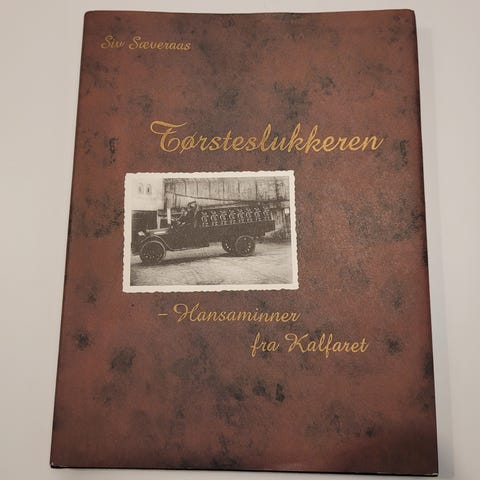 Siv Sæveraas
Tørsteslukkeren
- Hansaminner
fra Kalfaret